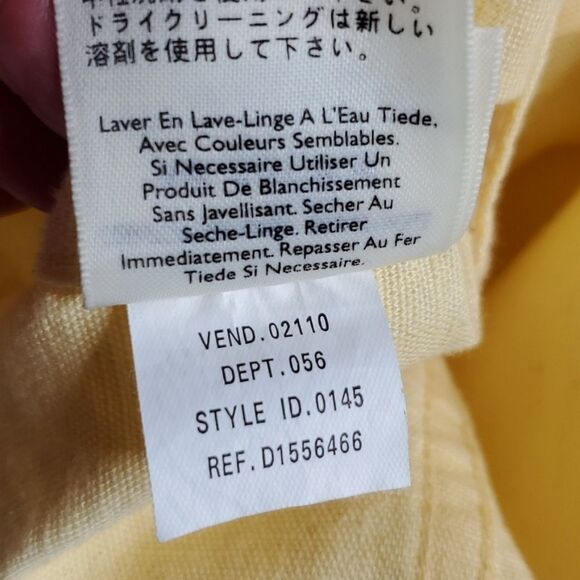 ドライクリーニングは新しい
溶剤を使用して下さい。
Laver En Lave-Linge A L'Eau Tiede,
Avec Couleurs Semblables.
Si Necessaire Utiliser Un
Produit De Blanchissement
Sans Javellisant. Secher Au
Seche-Linge. Retirer
Immediatement. Repasser Au Fer
Tiede Si Necessaire.
VEND.02110
DEPT.056
STYLE ID.0145
REF.D1556466